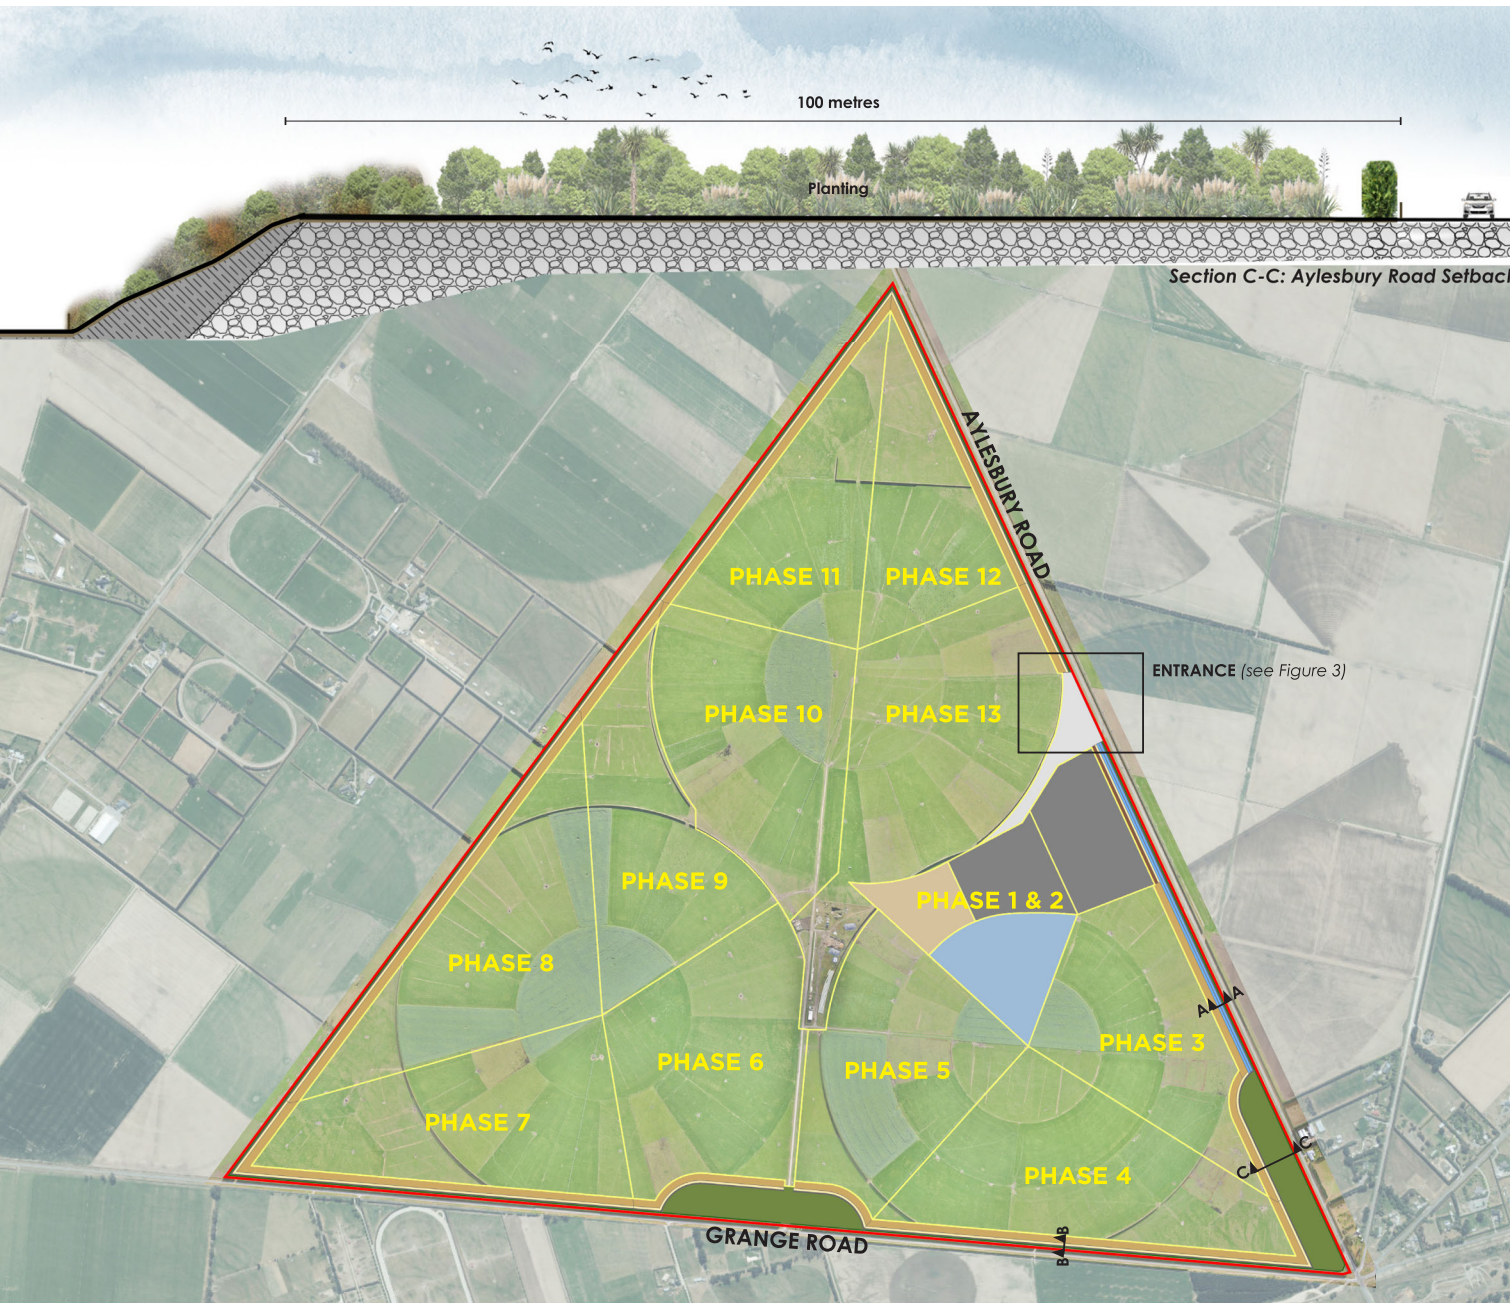 100 metres
Planting
Section C-C: Aylesbury Road Setback
AYLESBURY ROAD
PHASE 11
PHASE 12
ENTRANCE (see Figure 3)
PHASE 10
PHASE 13
PHASE 9
PHASE 1 & 2
PHASE 8
A
A
PHASE 3
PHASE 6
PHASE 5
PHASE 7
C
C
PHASE 4
GRANGE ROAD
B
B